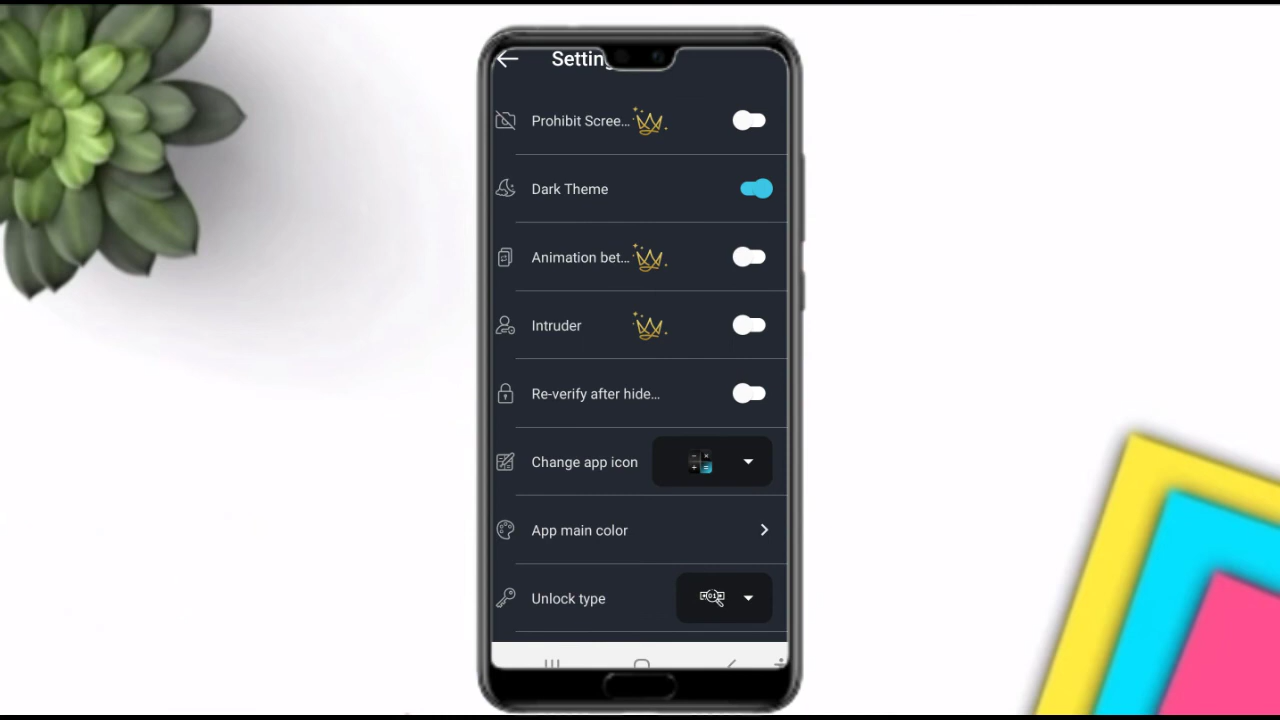 Settin
Prohibit Scree...
Dark Theme
Animation bet...
Intruder
Re-verify after hide...
Change app icon
App main color
Unlock type